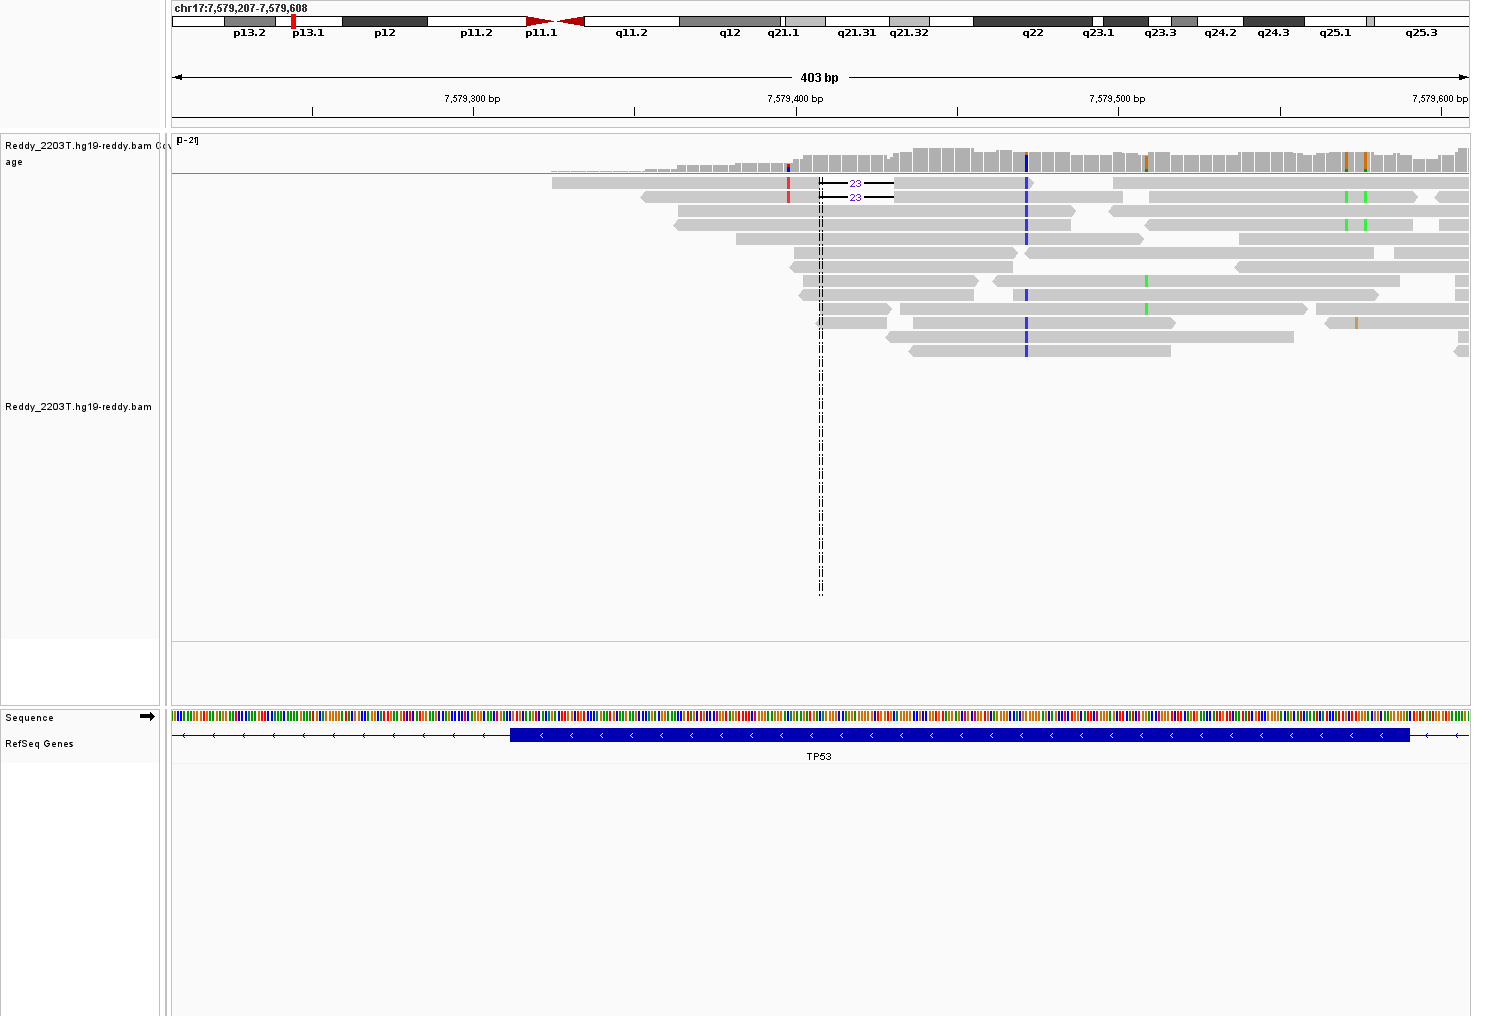 chr17:7,579,207-7,579,608
p13.2 p13.1 p12 p11.2 p11.1 q11.2 q12 q21.1 q21.31 q21.32 q22 q23.1 q23.3 q24.2 q24.3 q25.1 q25.3
403 bp
7,579,300 bp 7,579,400 bp 7,579,500 bp 7,579,600 bp
[0-21]
Reddy_2203T.hg19-reddy.bam Cov
age
23
23
Reddy_2203T.hg19-reddy.bam
Sequence
RefSeq Genes
TP53